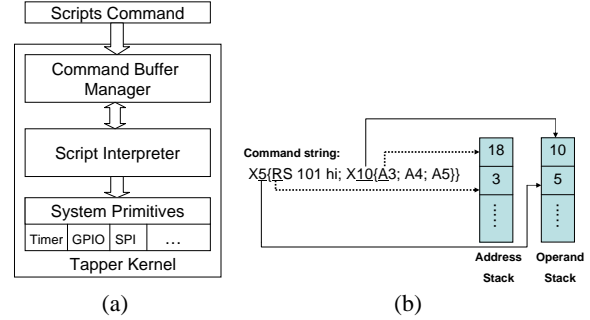 Scripts Command
Command Buffer
Manager
Script Interpreter
System Primitives
Timer GPIO SPI ...
Tapper Kernel
(a)
Command string:
X5{RS 101 hi; X10{A3; A4; A5}}
18 10
3 5
Address Operand
Stack Stack
(b)